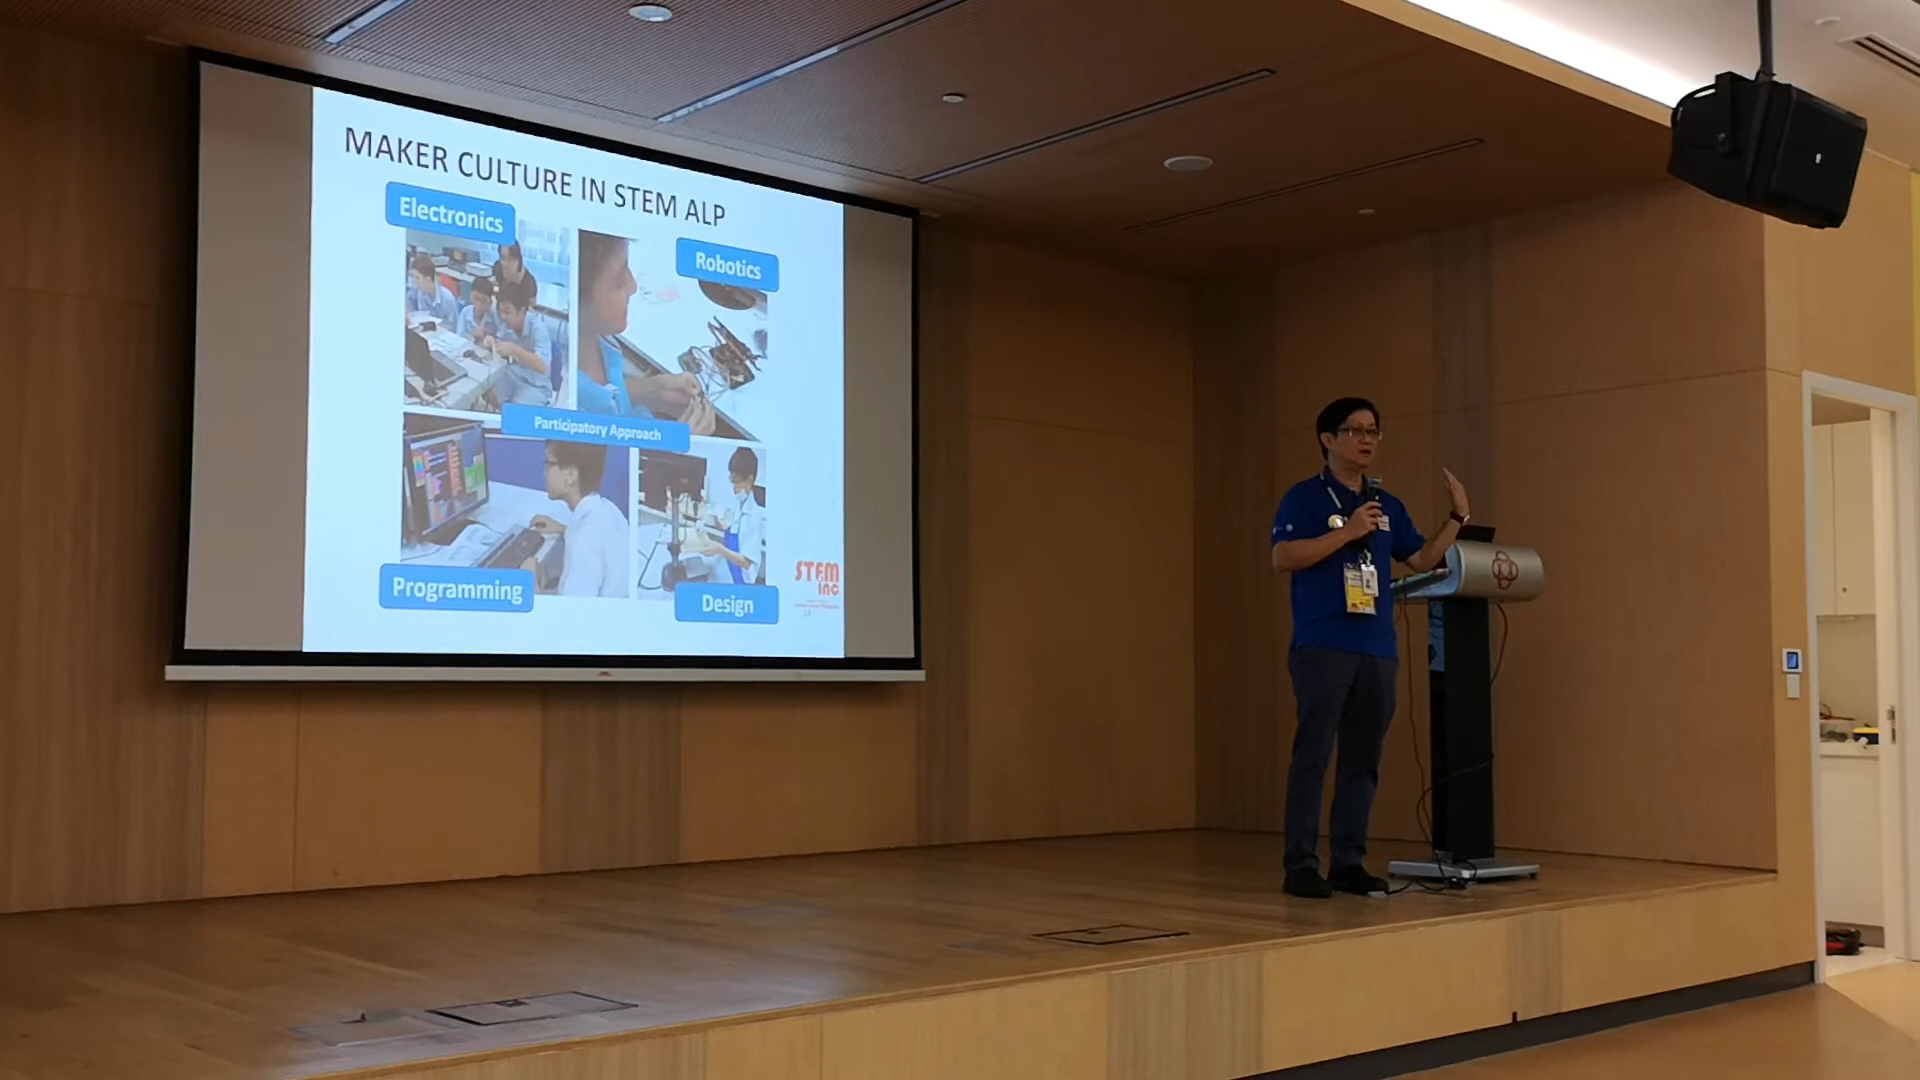 MAKER CULTURE IN STEM ALP
Electronics
Robotics
Participatory Approach
Programming
Design
STEM
INC